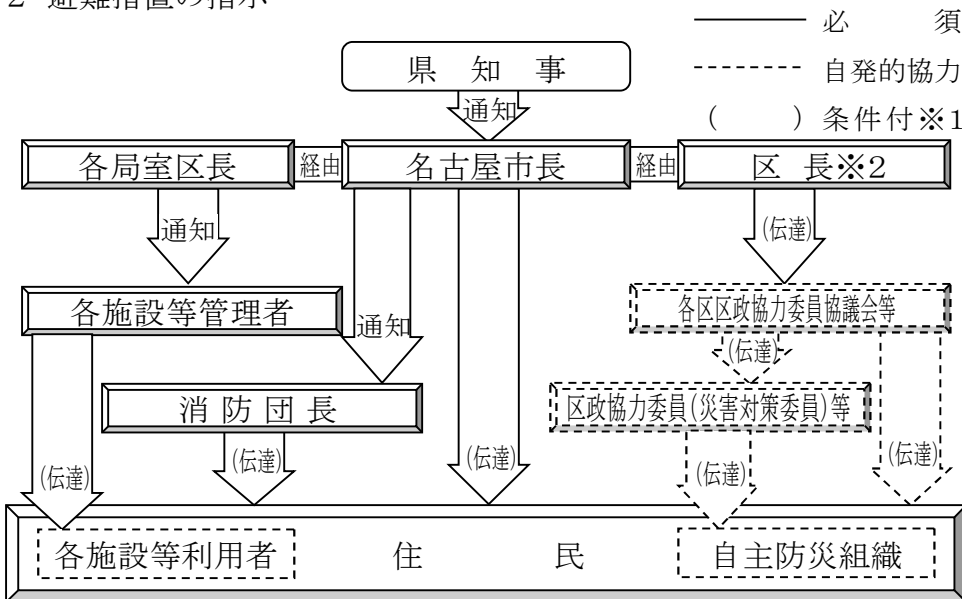 2 避難措置の指示
必 須
自発的協力
( ) 条件付※1
県 知 事
通知
各局室区長
経由
名古屋市長
経由
区 長※2
通知
(伝達)
各施設等管理者
通知
各区区政協力委員協議会等
(伝達)
消 防 団 長
区政協力委員(災害対策委員)等
(伝達)
(伝達)
(伝達)
(伝達)
(伝達)
各施設等利用者
住 民
自主防災組織